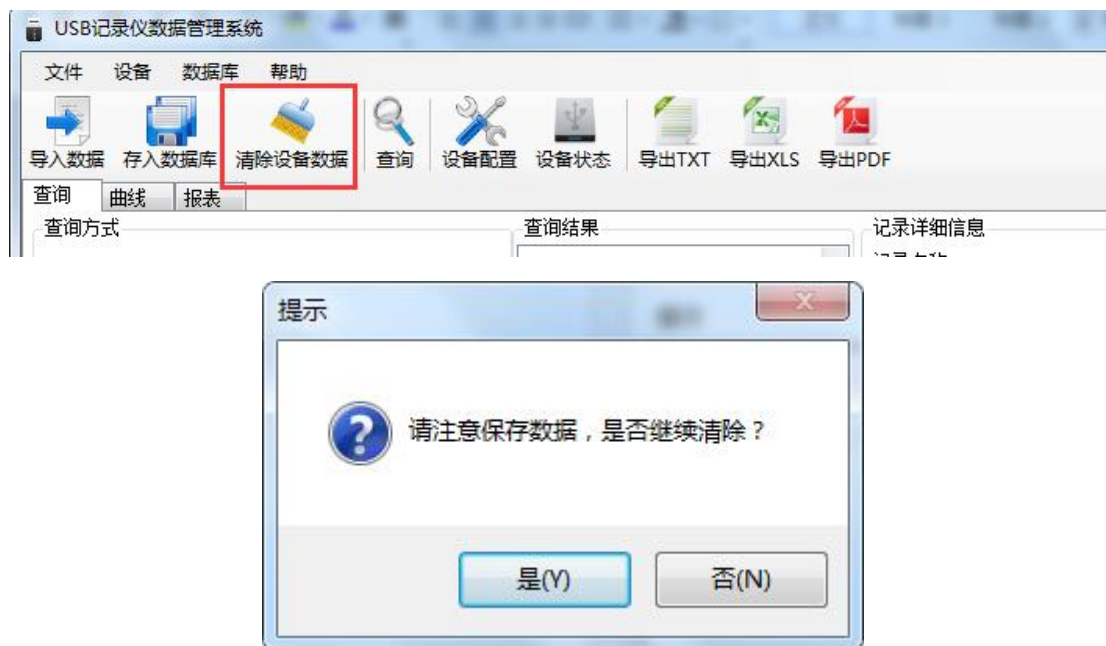 USB记录仪数据管理系统
文件 设备 数据库 帮助
导入数据 存入数据库 清除设备数据 查询 设备配置 设备状态 导出TXT 导出XLS 导出PDF
查询 曲线 报表
查询方式 查询结果 记录详细信息
提示
请注意保存数据，是否继续清除？
是(Y) 否(N)